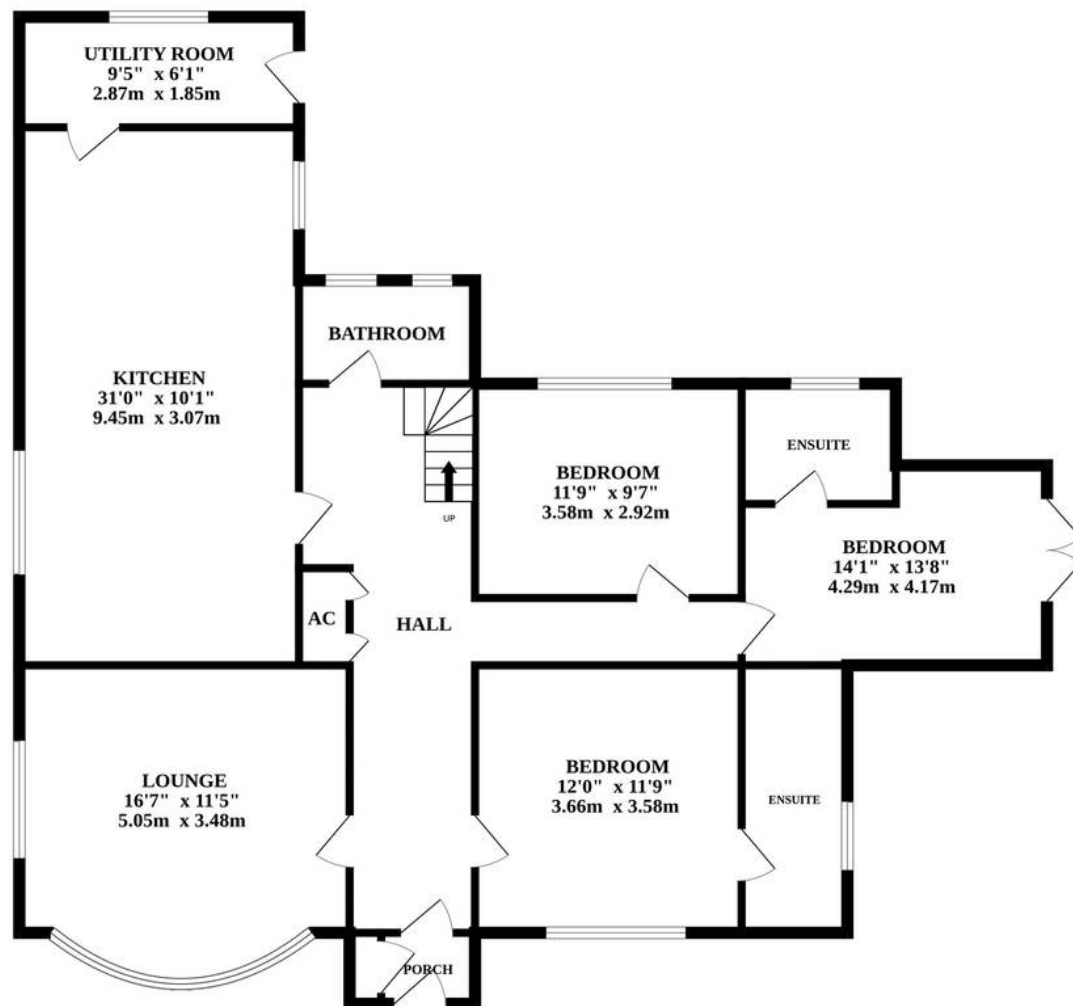 UTILITY ROOM
9'5" x 6'1"
2.87m x 1.85m
BATHROOM
KITCHEN
31'0" x 10'1"
9.45m x 3.07m
ENSUITE
BEDROOM
11'9" x 9'7"
3.58m x 2.92m
UP
BEDROOM
14'1" x 13'8"
4.29m x 4.17m
AC
HALL
LOUNGE
16'7" x 11'5"
5.05m x 3.48m
BEDROOM
12'0" x 11'9"
3.66m x 3.58m
ENSUITE
PORCH